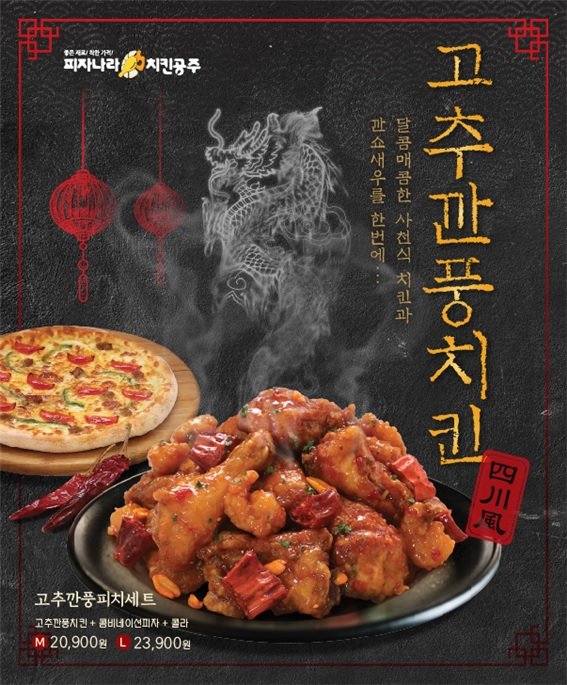 좋은 재료! 착한 가격!
피자나라 치킨공주
고추깐풍치킨
四川風
달콤매콤한 사천식 치킨과
깐쇼새우를 한번에...
고추깐풍피치세트
고추깐풍치킨 + 콤비네이션피자 + 콜라
M 20,900원 L 23,900원